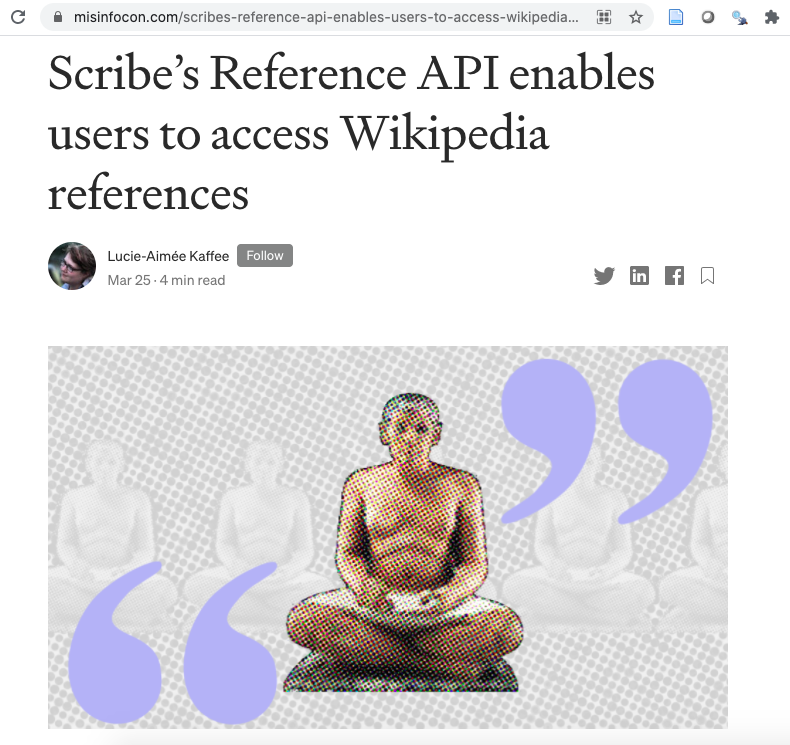 misinfocon.com/scribes-reference-api-enables-users-to-access-wikipedia...
Scribe’s Reference API enables
users to access Wikipedia
references
Lucie-Aimée Kaffee Follow
Mar 25 · 4 min read